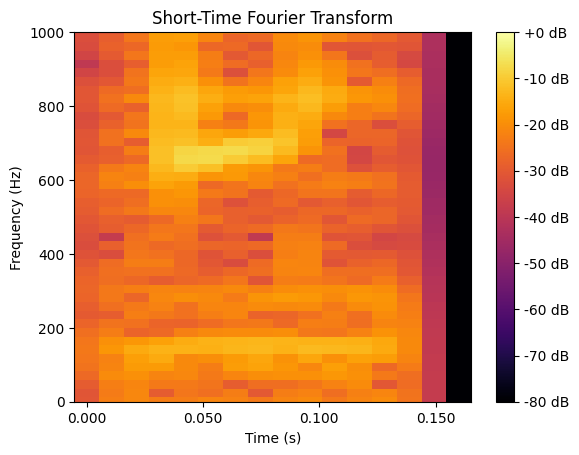 Short-Time Fourier Transform
1000
800
600
400
200
0
Frequency (Hz)
0.000
0.050
0.100
0.150
Time (s)
+0 dB
-10 dB
-20 dB
-30 dB
-40 dB
-50 dB
-60 dB
-70 dB
-80 dB